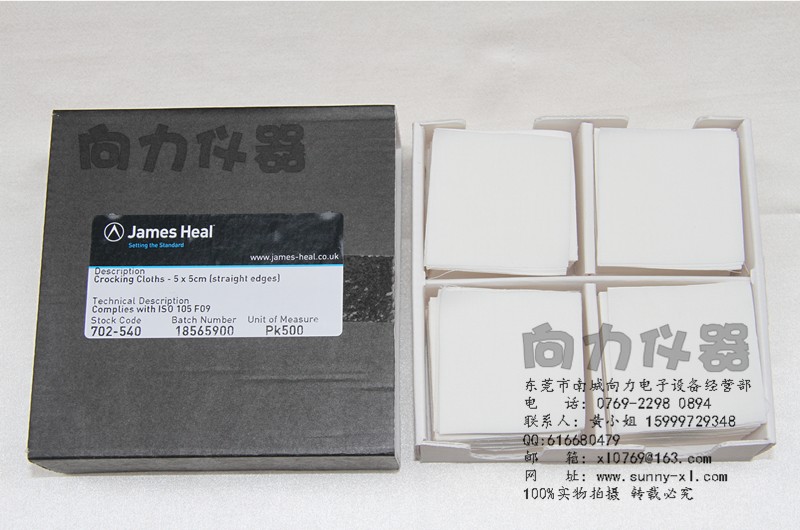 向力仪器
James Heal
Setting the Standard
www.james-heal.co.uk
Description
Crocking Cloths - 5 x 5cm (straight edges)
Technical Description
Complies with ISO 105 F09
Stock Code Batch Number Unit of Measure
702-540 18565900 Pk500
向力仪器
东莞市南城向力电子设备经营部
电 话: 0769-2298 0894
联系人: 黄小姐 15999729348
QQ:616680479
邮 箱: xl0769@163.com
网 址: www.sunny-xl.com
100%实物拍摄 转载必究